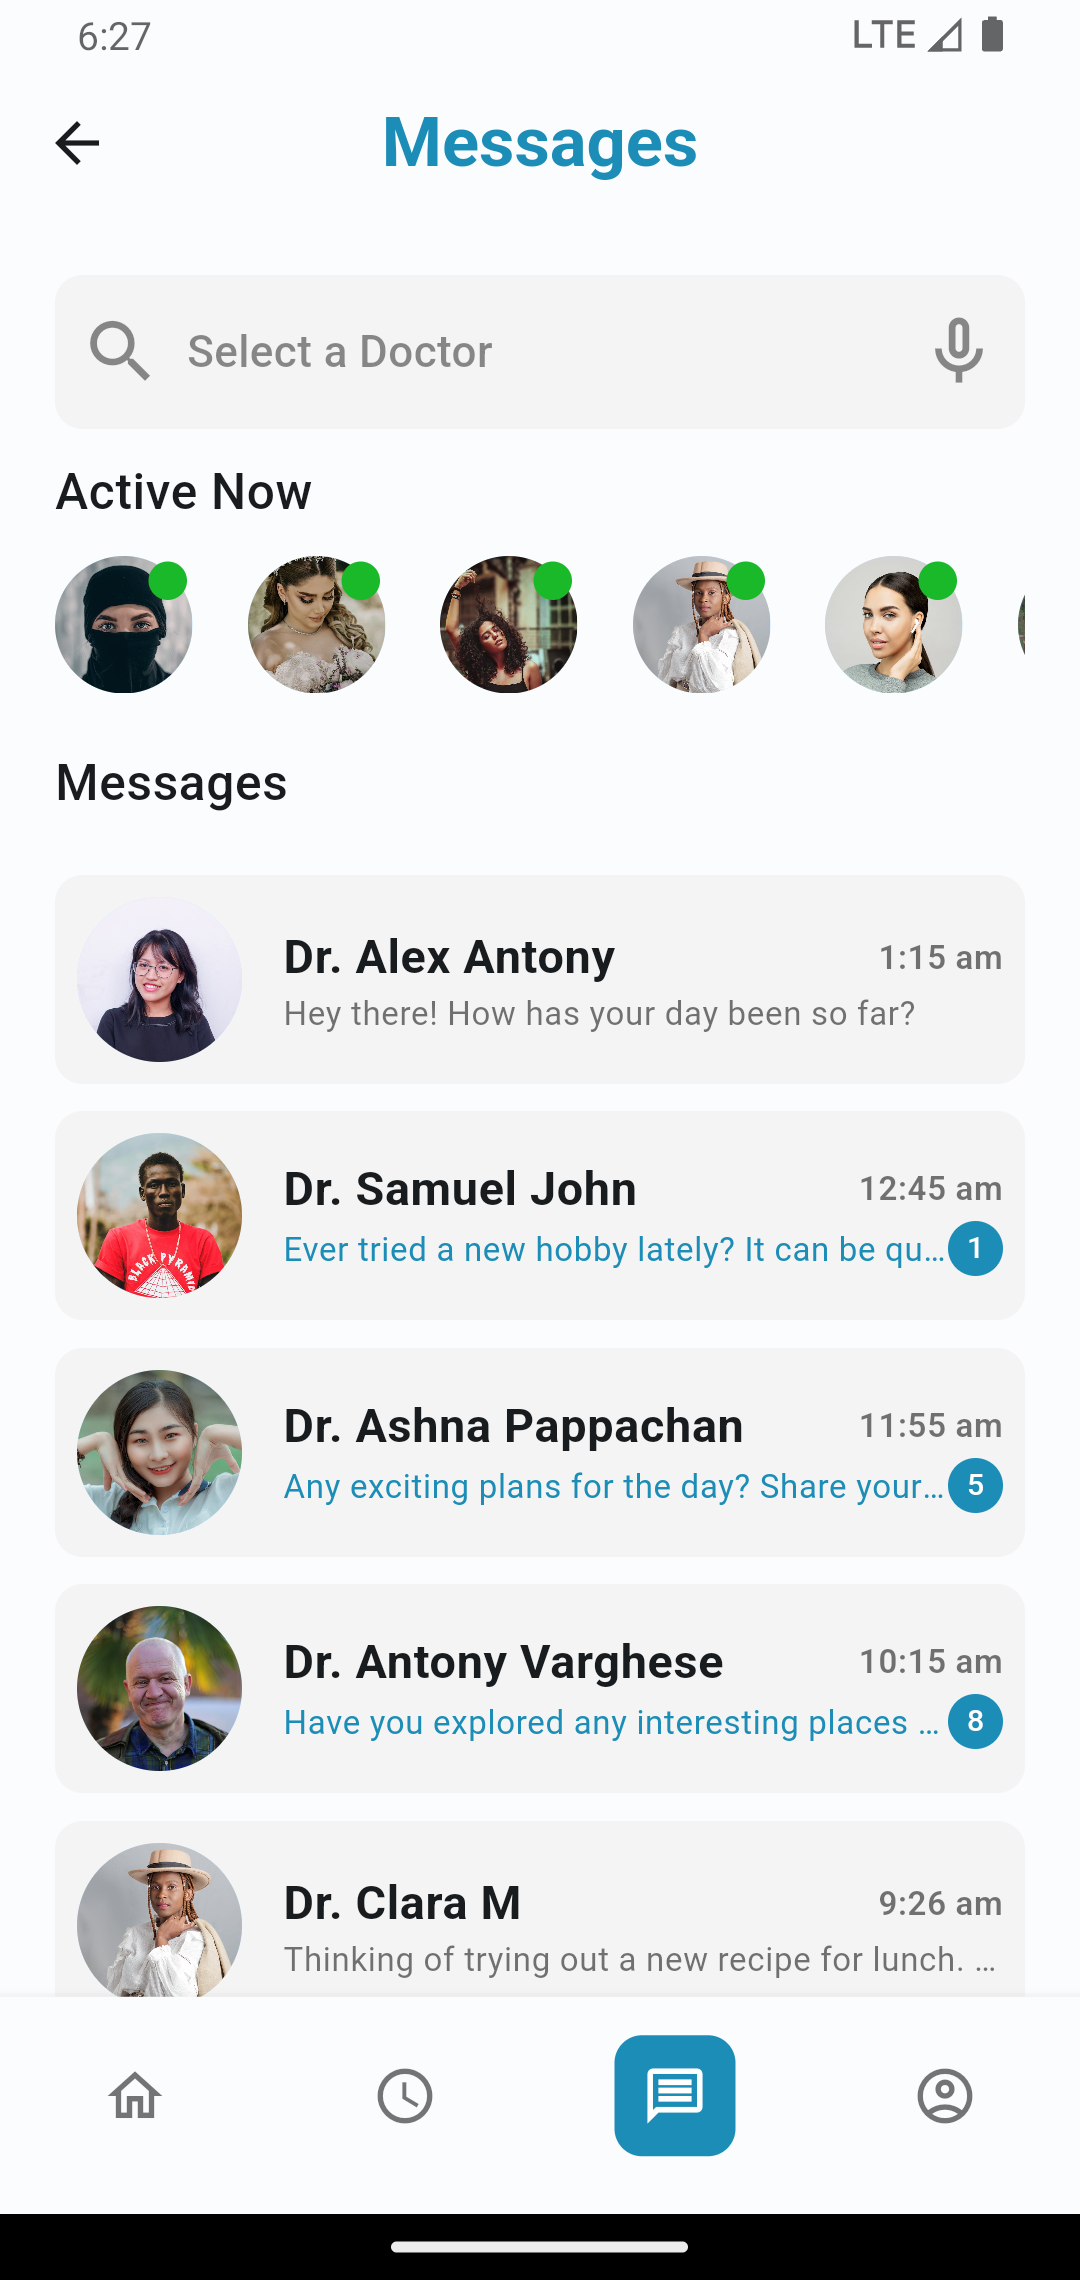 6:27 LTE
Messages
Select a Doctor
Active Now
Messages
Dr. Alex Antony 1:15 am
Hey there! How has your day been so far?
Dr. Samuel John 12:45 am
Ever tried a new hobby lately? It can be qu... 1
BLACK PYRAMID
Dr. Ashna Pappachan 11:55 am
Any exciting plans for the day? Share your... 5
Dr. Antony Varghese 10:15 am
Have you explored any interesting places ... 8
Dr. Clara M 9:26 am
Thinking of trying out a new recipe for lunch. ...